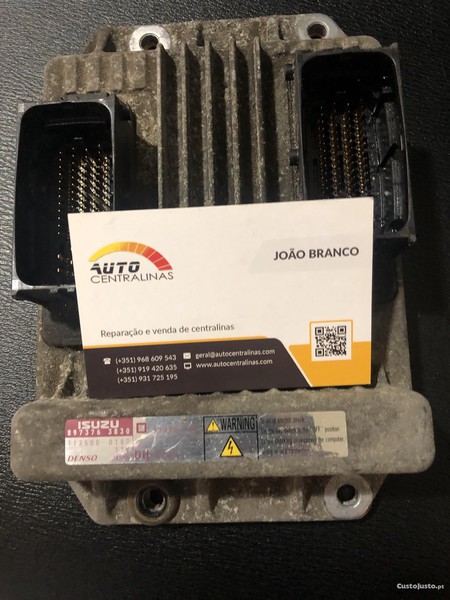 AUTO
CENTRALINAS
JOÃO BRANCO
Reparação e venda de centralinas
(+351) 968 609 543
(+351) 919 420 635
(+351) 931 725 195
geral@autocentralinas.com
www.autocentralinas.com
ISUZU
897376
DENSO
WARNING
CustoJusto.pt